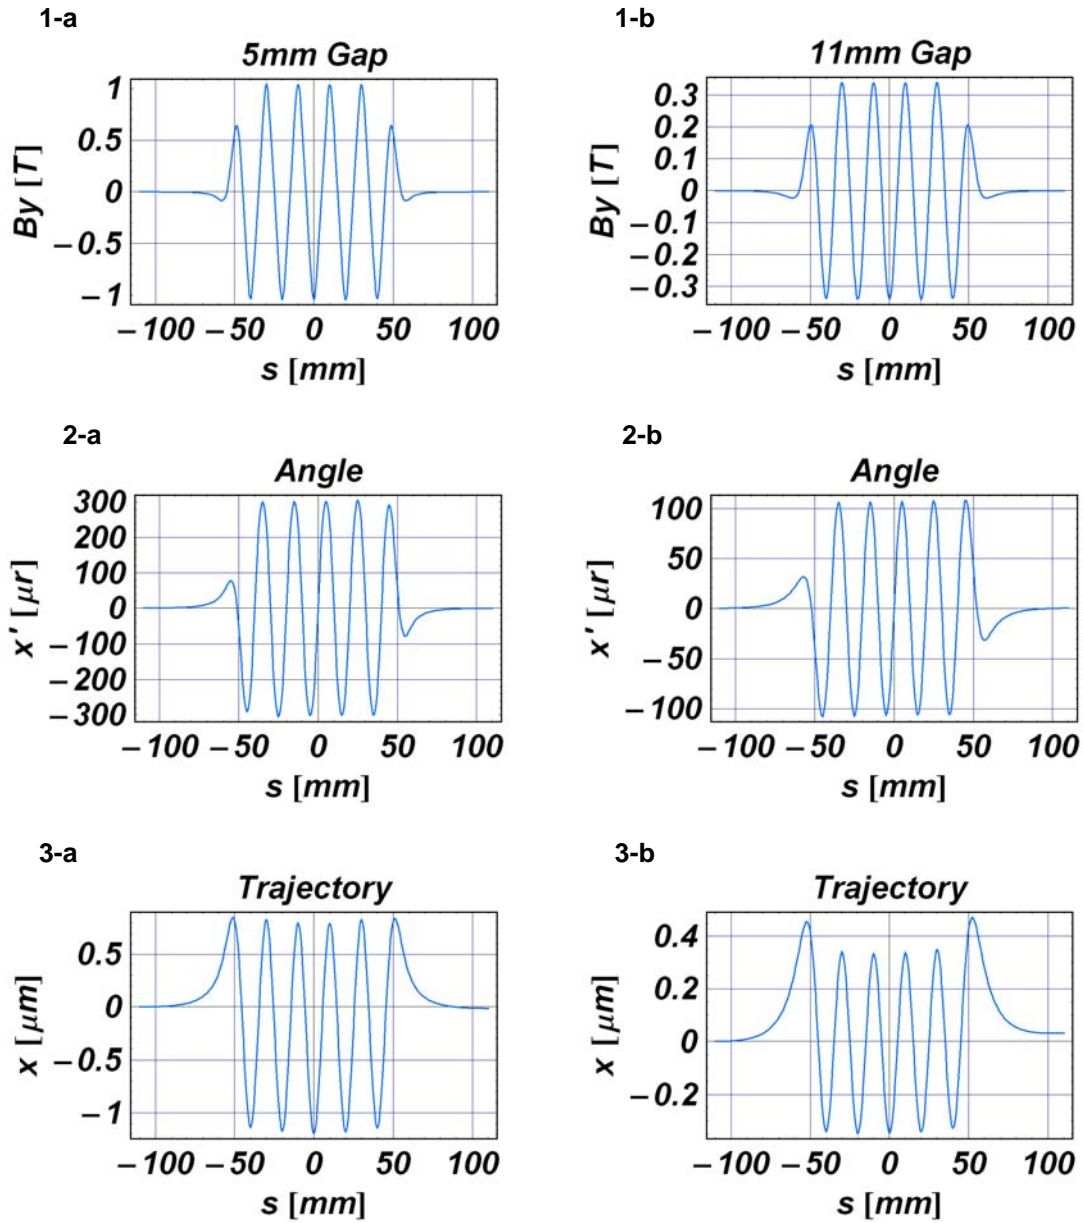 1-a
1-b
5mm Gap
11mm Gap
1
0.5
0
−0.5
−1
By [T]
−100 −50 0 50 100
s [mm]
0.3
0.2
0.1
0
−0.1
−0.2
−0.3
By [T]
−100 −50 0 50 100
s [mm]
2-a
2-b
Angle
Angle
300
200
100
0
−100
−200
−300
x′ [μr]
−100 −50 0 50 100
s [mm]
100
50
0
−50
−100
x′ [μr]
−100 −50 0 50 100
s [mm]
3-a
3-b
Trajectory
Trajectory
0.5
0
−0.5
−1
x [μm]
−100 −50 0 50 100
s [mm]
0.4
0.2
0
−0.2
x [μm]
−100 −50 0 50 100
s [mm]